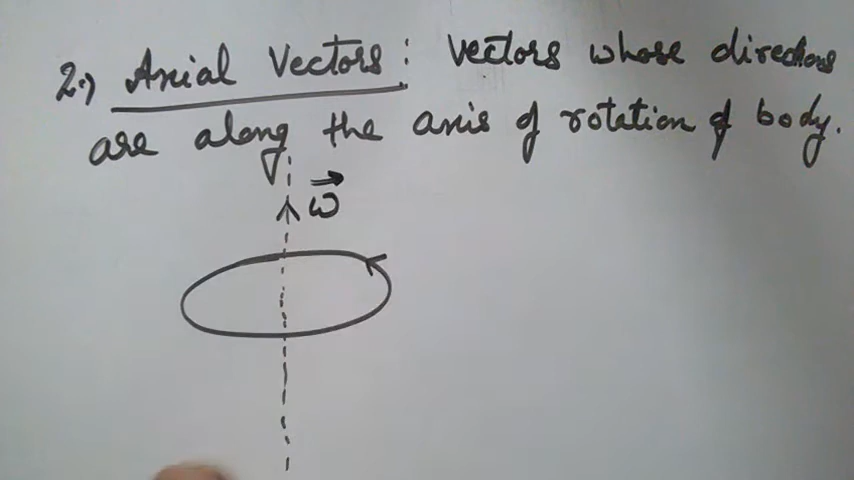 2.) Axial Vectors: Vectors whose directions
are along the axis of rotation of body.
ω⃗